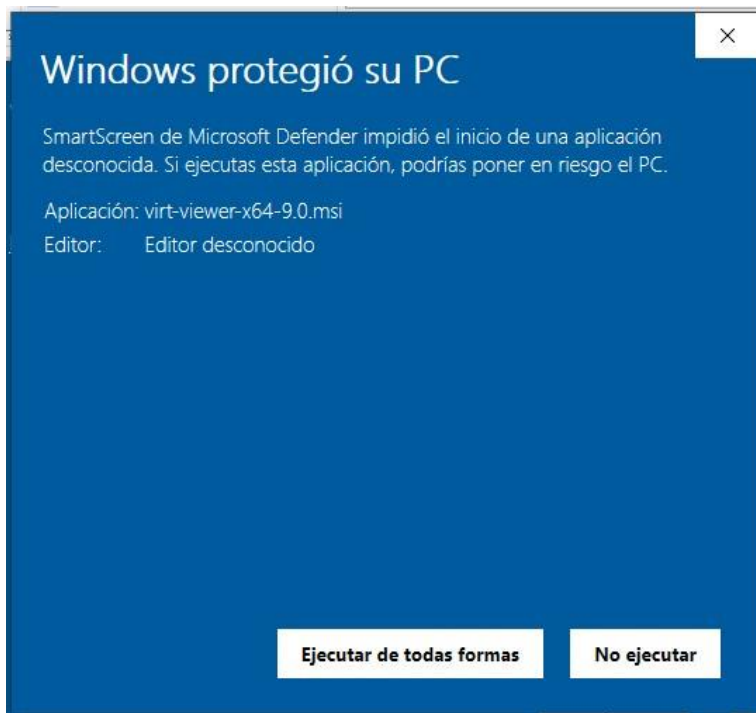 Windows protegió su PC
SmartScreen de Microsoft Defender impidió el inicio de una aplicación
desconocida. Si ejecutas esta aplicación, podrías poner en riesgo el PC.
Aplicación: virt-viewer-x64-9.0.msi
Editor: Editor desconocido
Ejecutar de todas formas
No ejecutar